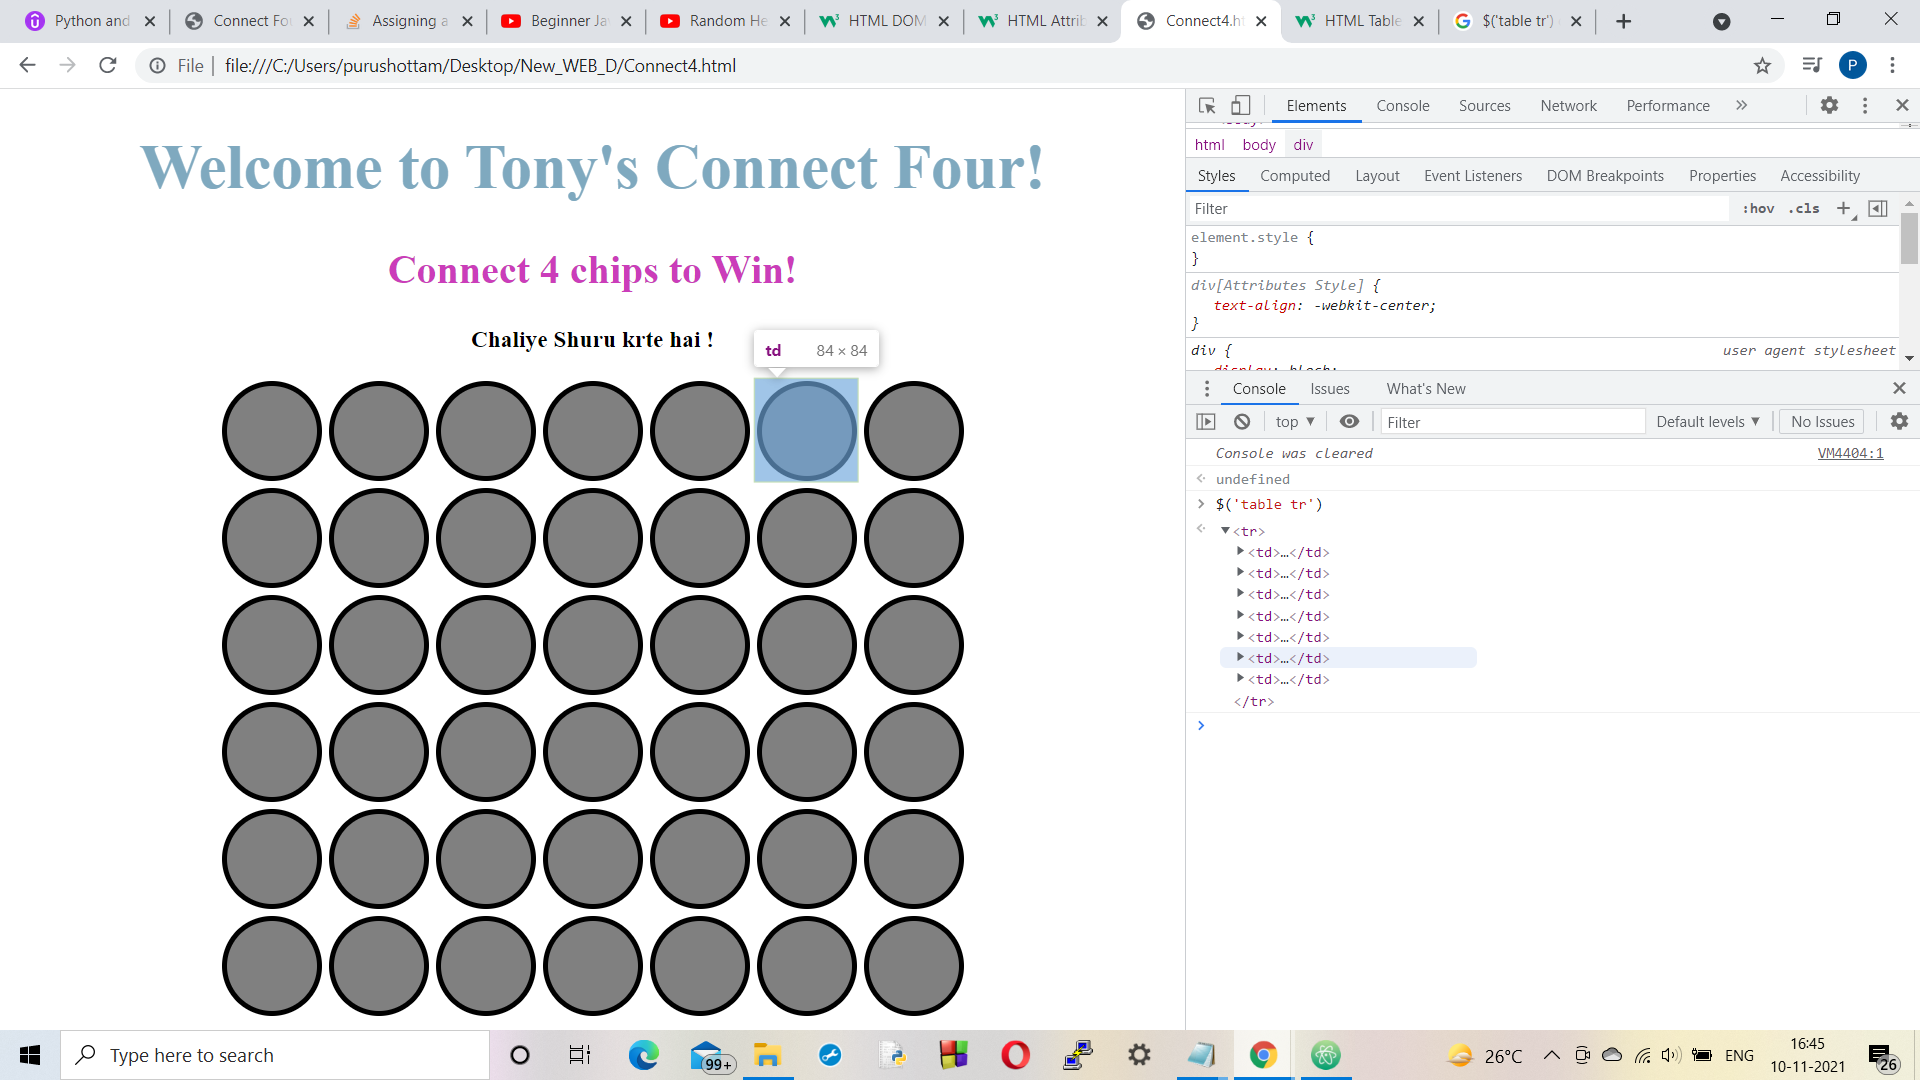 Python and
Connect Fo
Assigning a
Beginner Ja
Random He
HTML DOM
HTML Attrib
Connect4.ht
HTML Table
$('table tr')
File
file:///C:/Users/purushottam/Desktop/New_WEB_D/Connect4.html
P
Welcome to Tony's Connect Four!
Connect 4 chips to Win!
Chaliye Shuru krte hai !
td 84 × 84
Elements Console Sources Network Performance »
html body div
Styles Computed Layout Event Listeners DOM Breakpoints Properties Accessibility
Filter :hov .cls
element.style {
}
div[Attributes Style] {
text-align: -webkit-center;
}
div { user agent stylesheet
display: block;
Console Issues What's New
top ▼ Filter Default levels ▼ No Issues
Console was cleared VM4404:1
undefined
$('table tr')
<tr>
<td>…</td>
<td>…</td>
<td>…</td>
<td>…</td>
<td>…</td>
<td>…</td>
<td>…</td>
</tr>
Type here to search
99+
26°C
ENG
16:45
10-11-2021
26